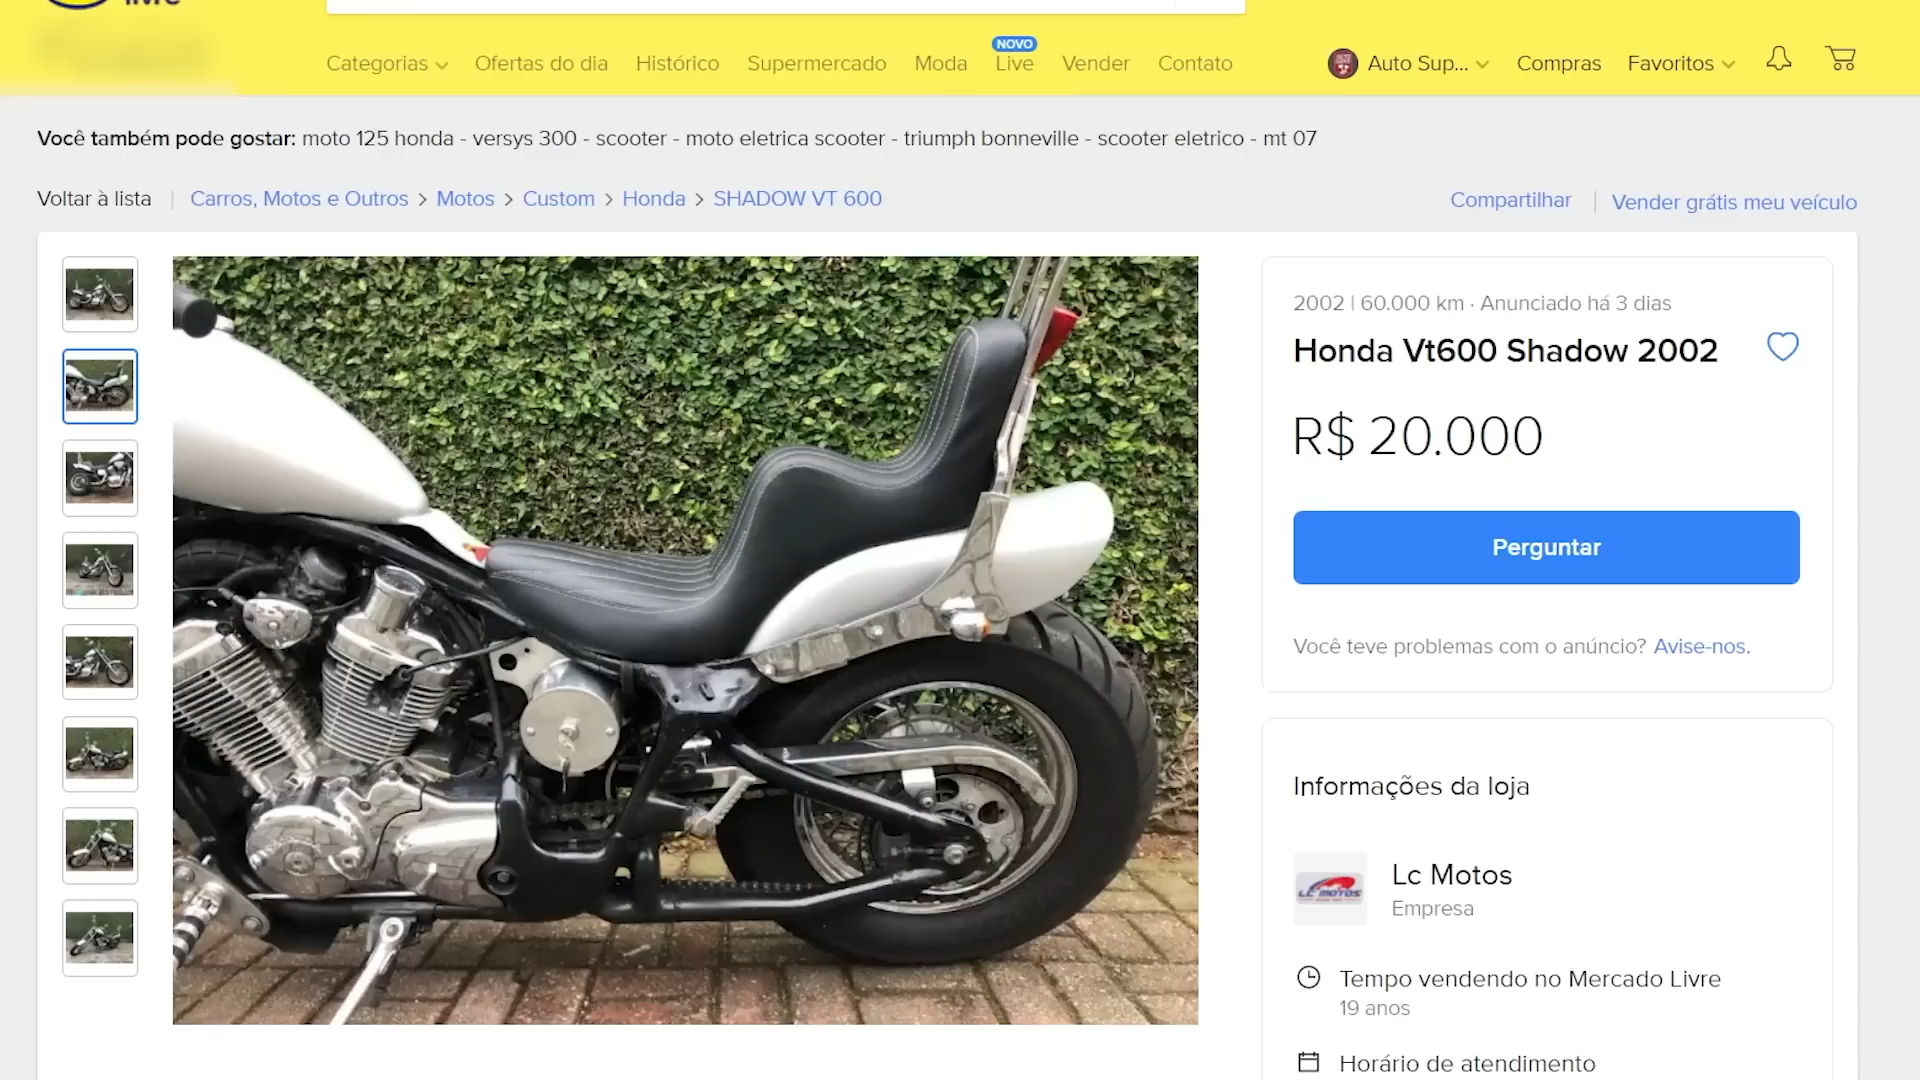 Categorias
Ofertas do dia
Histórico
Supermercado
Moda
NOVO
Live
Vender
Contato
Auto Sup...
Compras
Favoritos
Você também pode gostar: moto 125 honda - versys 300 - scooter - moto eletrica scooter - triumph bonneville - scooter eletrico - mt 07
Voltar à lista | Carros, Motos e Outros > Motos > Custom > Honda > SHADOW VT 600
Compartilhar | Vender grátis meu veículo
2002 | 60.000 km · Anunciado há 3 dias
Honda Vt600 Shadow 2002
R$ 20.000
Perguntar
Você teve problemas com o anúncio? Avise-nos.
Informações da loja
LC MOTOS
Lc Motos
Empresa
Tempo vendendo no Mercado Livre
19 anos
Horário de atendimento